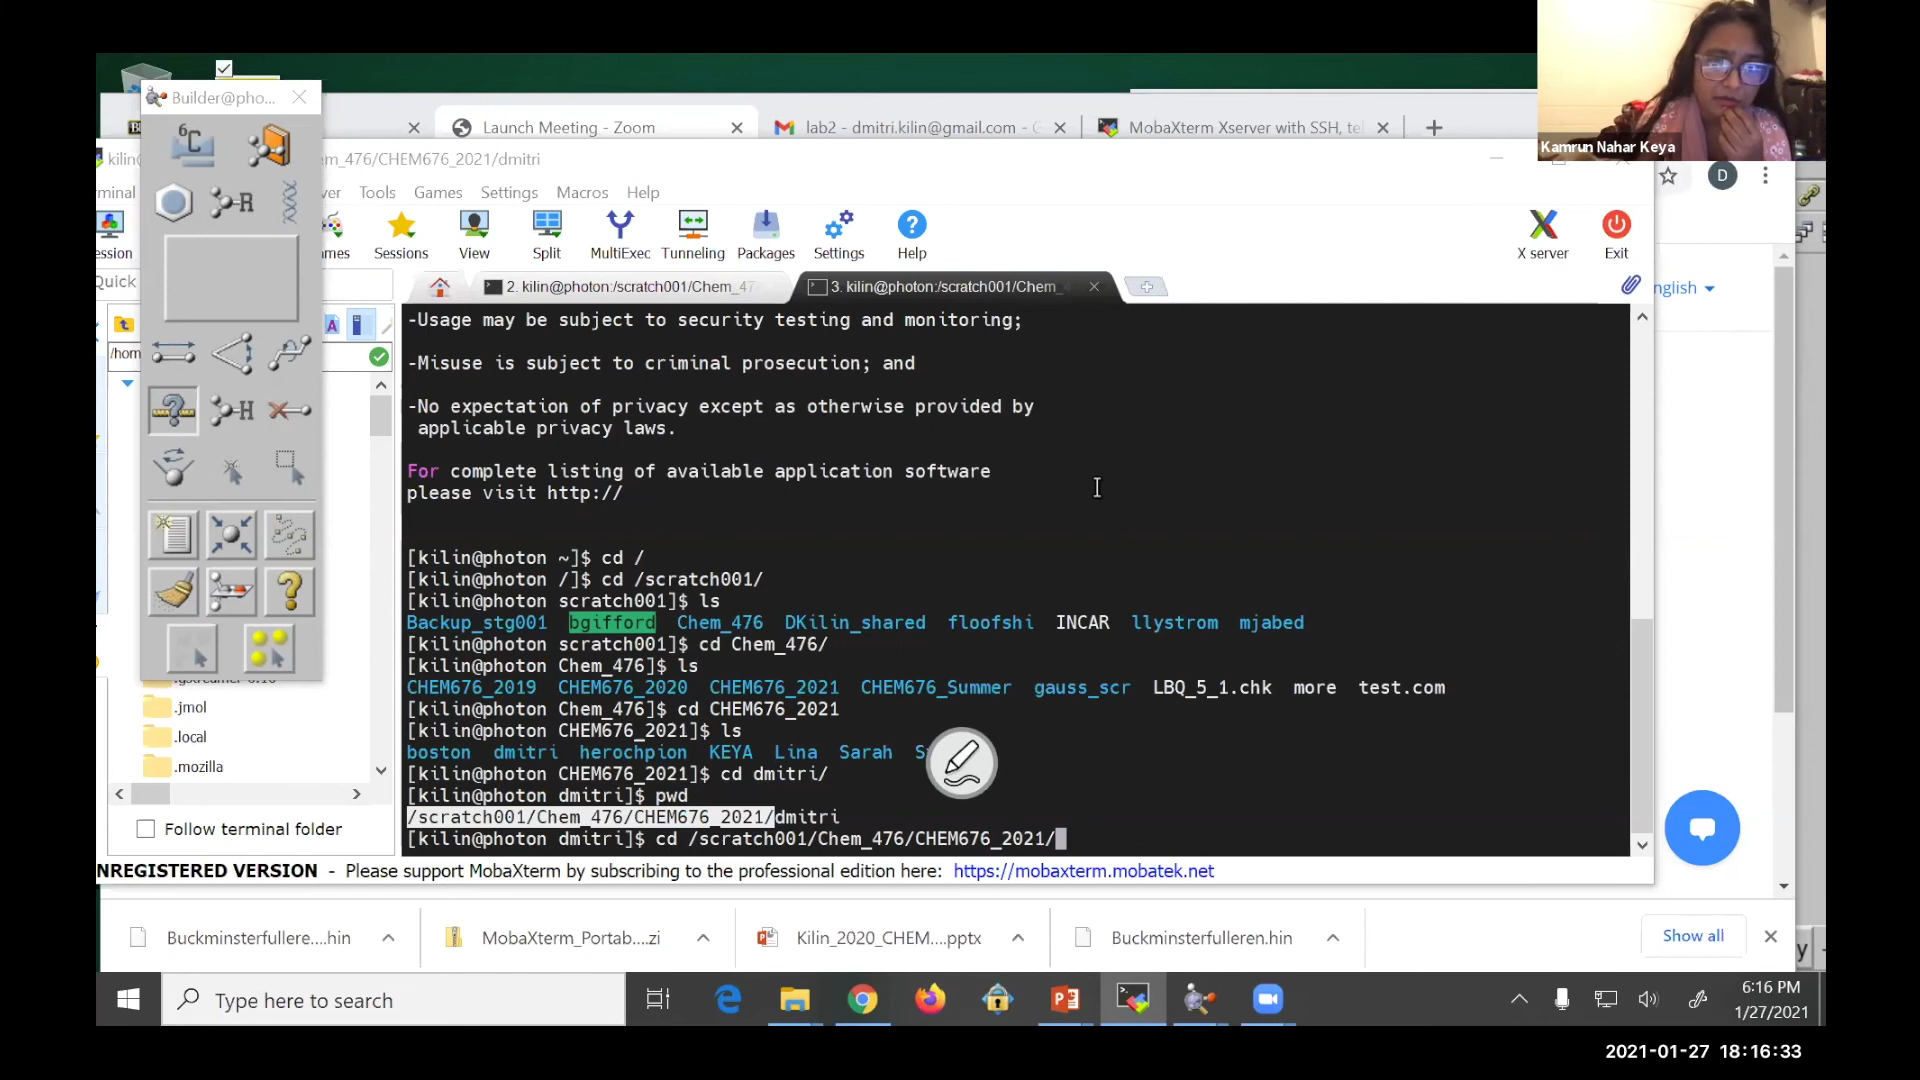 Kamrun Nahar Keya
Builder@pho...
Launch Meeting - Zoom
lab2 - dmitri.kilin@gmail.com -
MobaXterm Xserver with SSH, te
kilin
em_476/CHEM676_2021/dmitri
D
minal
ver
Tools
Games
Settings
Macros
Help
6C
R
ession
mes
Sessions
View
Split
MultiExec
Tunneling
Packages
Settings
Help
X server
Exit
Quick
2. kilin@photon:/scratch001/Chem_47
3. kilin@photon:/scratch001/Chem_
nglish
/hom
H
-Usage may be subject to security testing and monitoring;
-Misuse is subject to criminal prosecution; and
-No expectation of privacy except as otherwise provided by
applicable privacy laws.
For complete listing of available application software
please visit http://
[kilin@photon ~]$ cd /
[kilin@photon /]$ cd /scratch001/
[kilin@photon scratch001]$ ls
Backup_stg001 bgifford Chem_476 DKilin_shared floofshi INCAR llystrom mjabed
[kilin@photon scratch001]$ cd Chem_476/
[kilin@photon Chem_476]$ ls
CHEM676_2019 CHEM676_2020 CHEM676_2021 CHEM676_Summer gauss_scr LBQ_5_1.chk more test.com
[kilin@photon Chem_476]$ cd CHEM676_2021
[kilin@photon CHEM676_2021]$ ls
boston dmitri herochpion KEYA Lina Sarah S
[kilin@photon CHEM676_2021]$ cd dmitri/
[kilin@photon dmitri]$ pwd
/scratch001/Chem_476/CHEM676_2021/dmitri
[kilin@photon dmitri]$ cd /scratch001/Chem_476/CHEM676_2021/
.jmol
.local
.mozilla
Follow terminal folder
NREGISTERED VERSION - Please support MobaXterm by subscribing to the professional edition here: https://mobaxterm.mobatek.net
Buckminsterfullere....hin
MobaXterm_Portab....zi
Kilin_2020_CHEM....pptx
Buckminsterfulleren.hin
Show all
Type here to search
6:16 PM
1/27/2021
2021-01-27 18:16:33